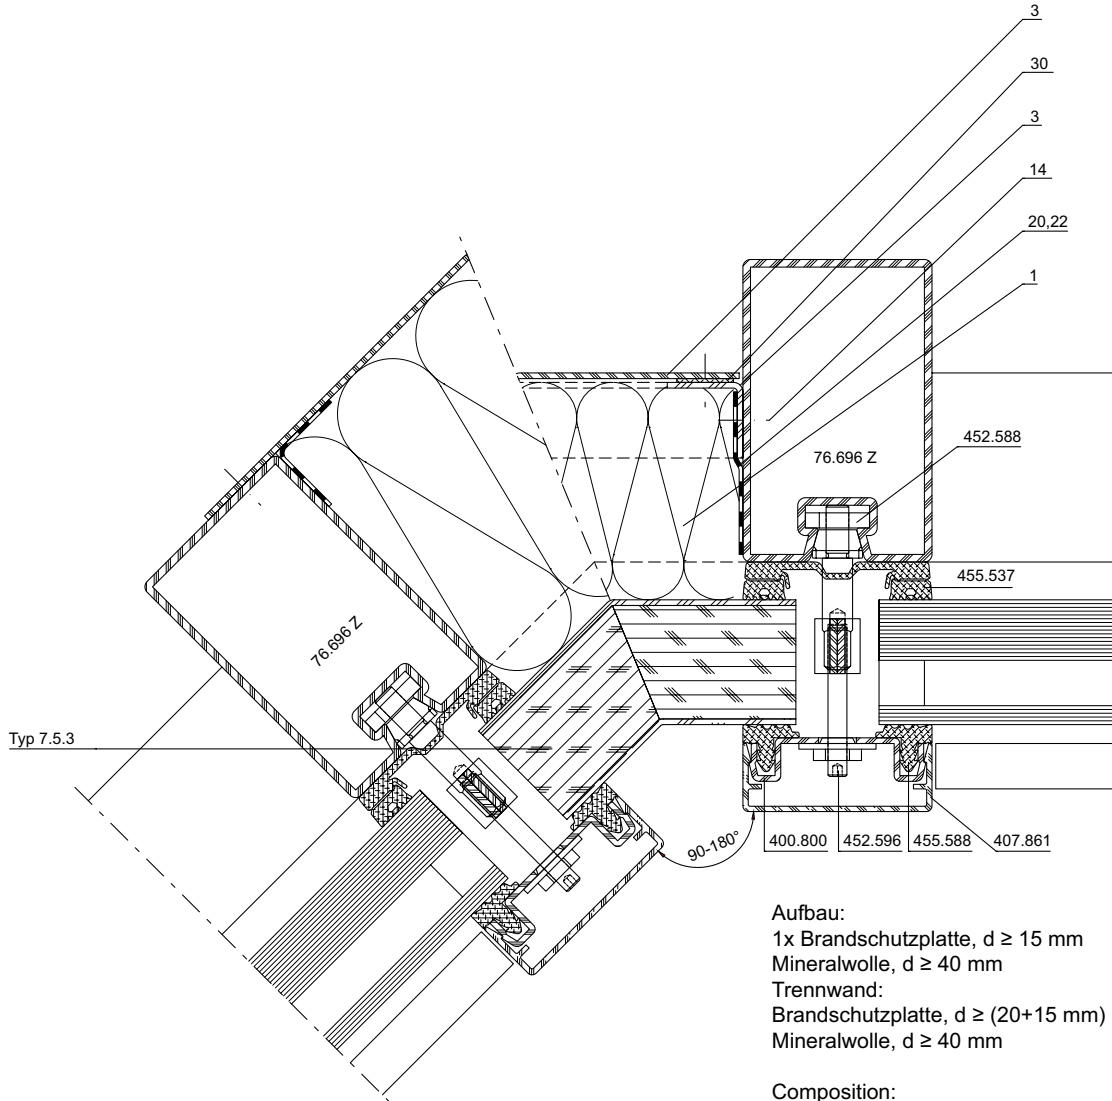 3
30
3
14
20,22
1
76.696 Z
452.588
455.537
76.696 Z
Typ 7.5.3
90-180°
400.800
452.596
455.588
407.861
Aufbau:
1x Brandschutzplatte, d ≥ 15 mm
Mineralwolle, d ≥ 40 mm
Trennwand:
Brandschutzplatte, d ≥ (20+15 mm)
Mineralwolle, d ≥ 40 mm
Composition: